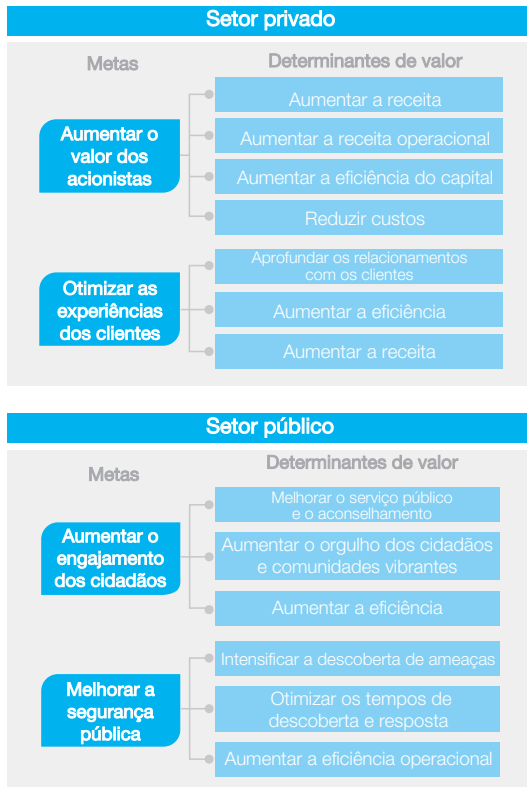 Setor privado
Metas
Determinantes de valor
Aumentar o
valor dos
acionistas
Aumentar a receita
Aumentar a receita operacional
Aumentar a eficiência do capital
Reduzir custos
Otimizar as
experiências
dos clientes
Aprofundar os relacionamentos
com os clientes
Aumentar a eficiência
Aumentar a receita
Setor público
Metas
Determinantes de valor
Aumentar o
engajamento
dos cidadãos
Melhorar o serviço público
e o aconselhamento
Aumentar o orgulho dos cidadãos
e comunidades vibrantes
Aumentar a eficiência
Melhorar a
segurança
pública
Intensificar a descoberta de ameaças
Otimizar os tempos de
descoberta e resposta
Aumentar a eficiência operacional